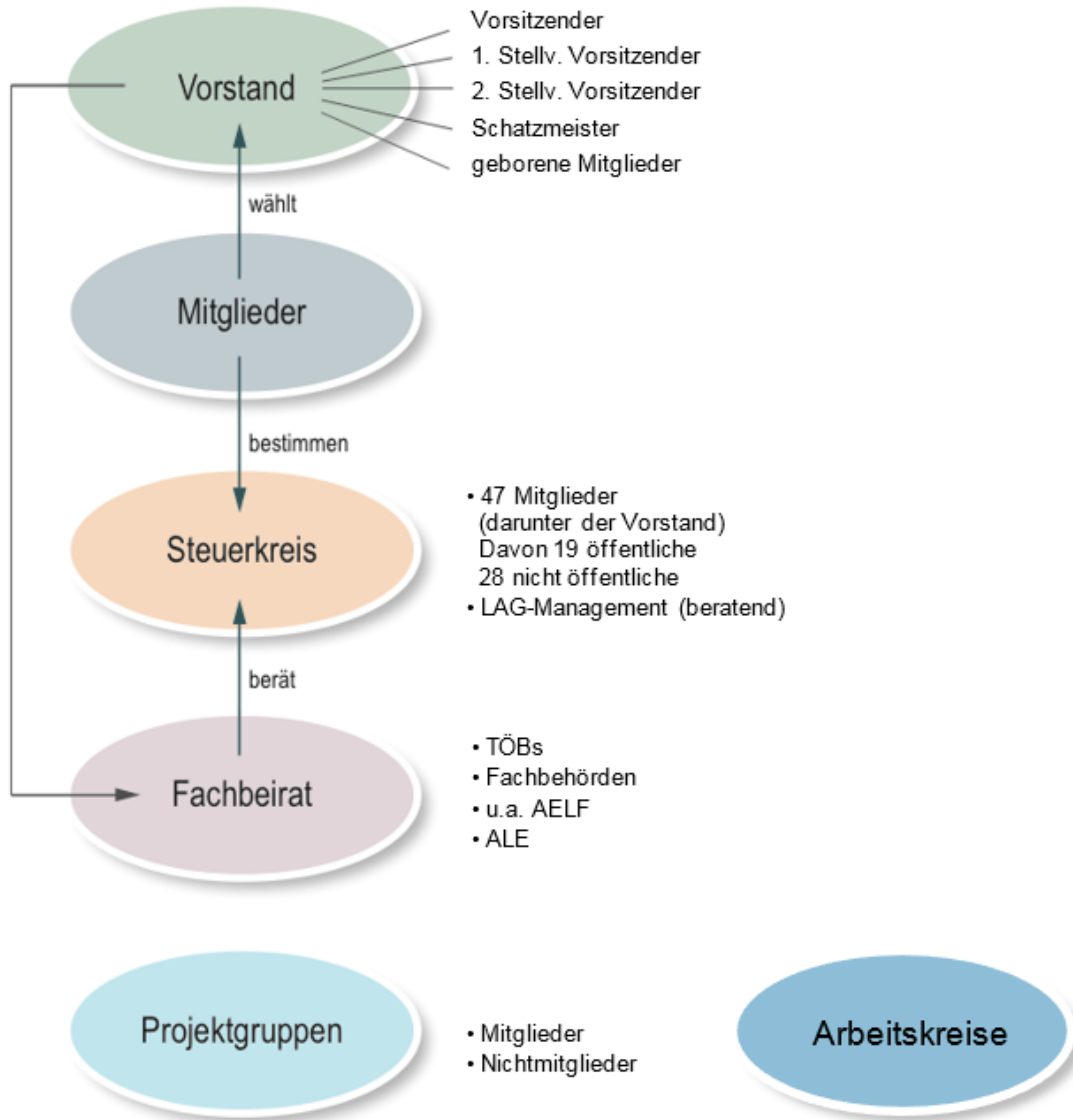 Vorsitzender
1. Stellv. Vorsitzender
Vorstand
2. Stellv. Vorsitzender
Schatzmeister
geborene Mitglieder
wählt
Mitglieder
bestimmen
Steuerkreis
• 47 Mitglieder
(darunter der Vorstand)
Davon 19 öffentliche
28 nicht öffentliche
• LAG-Management (beratend)
berät
Fachbeirat
• TÖBs
• Fachbehörden
• u.a. AELF
• ALE
Projektgruppen
• Mitglieder
• Nichtmitglieder
Arbeitskreise